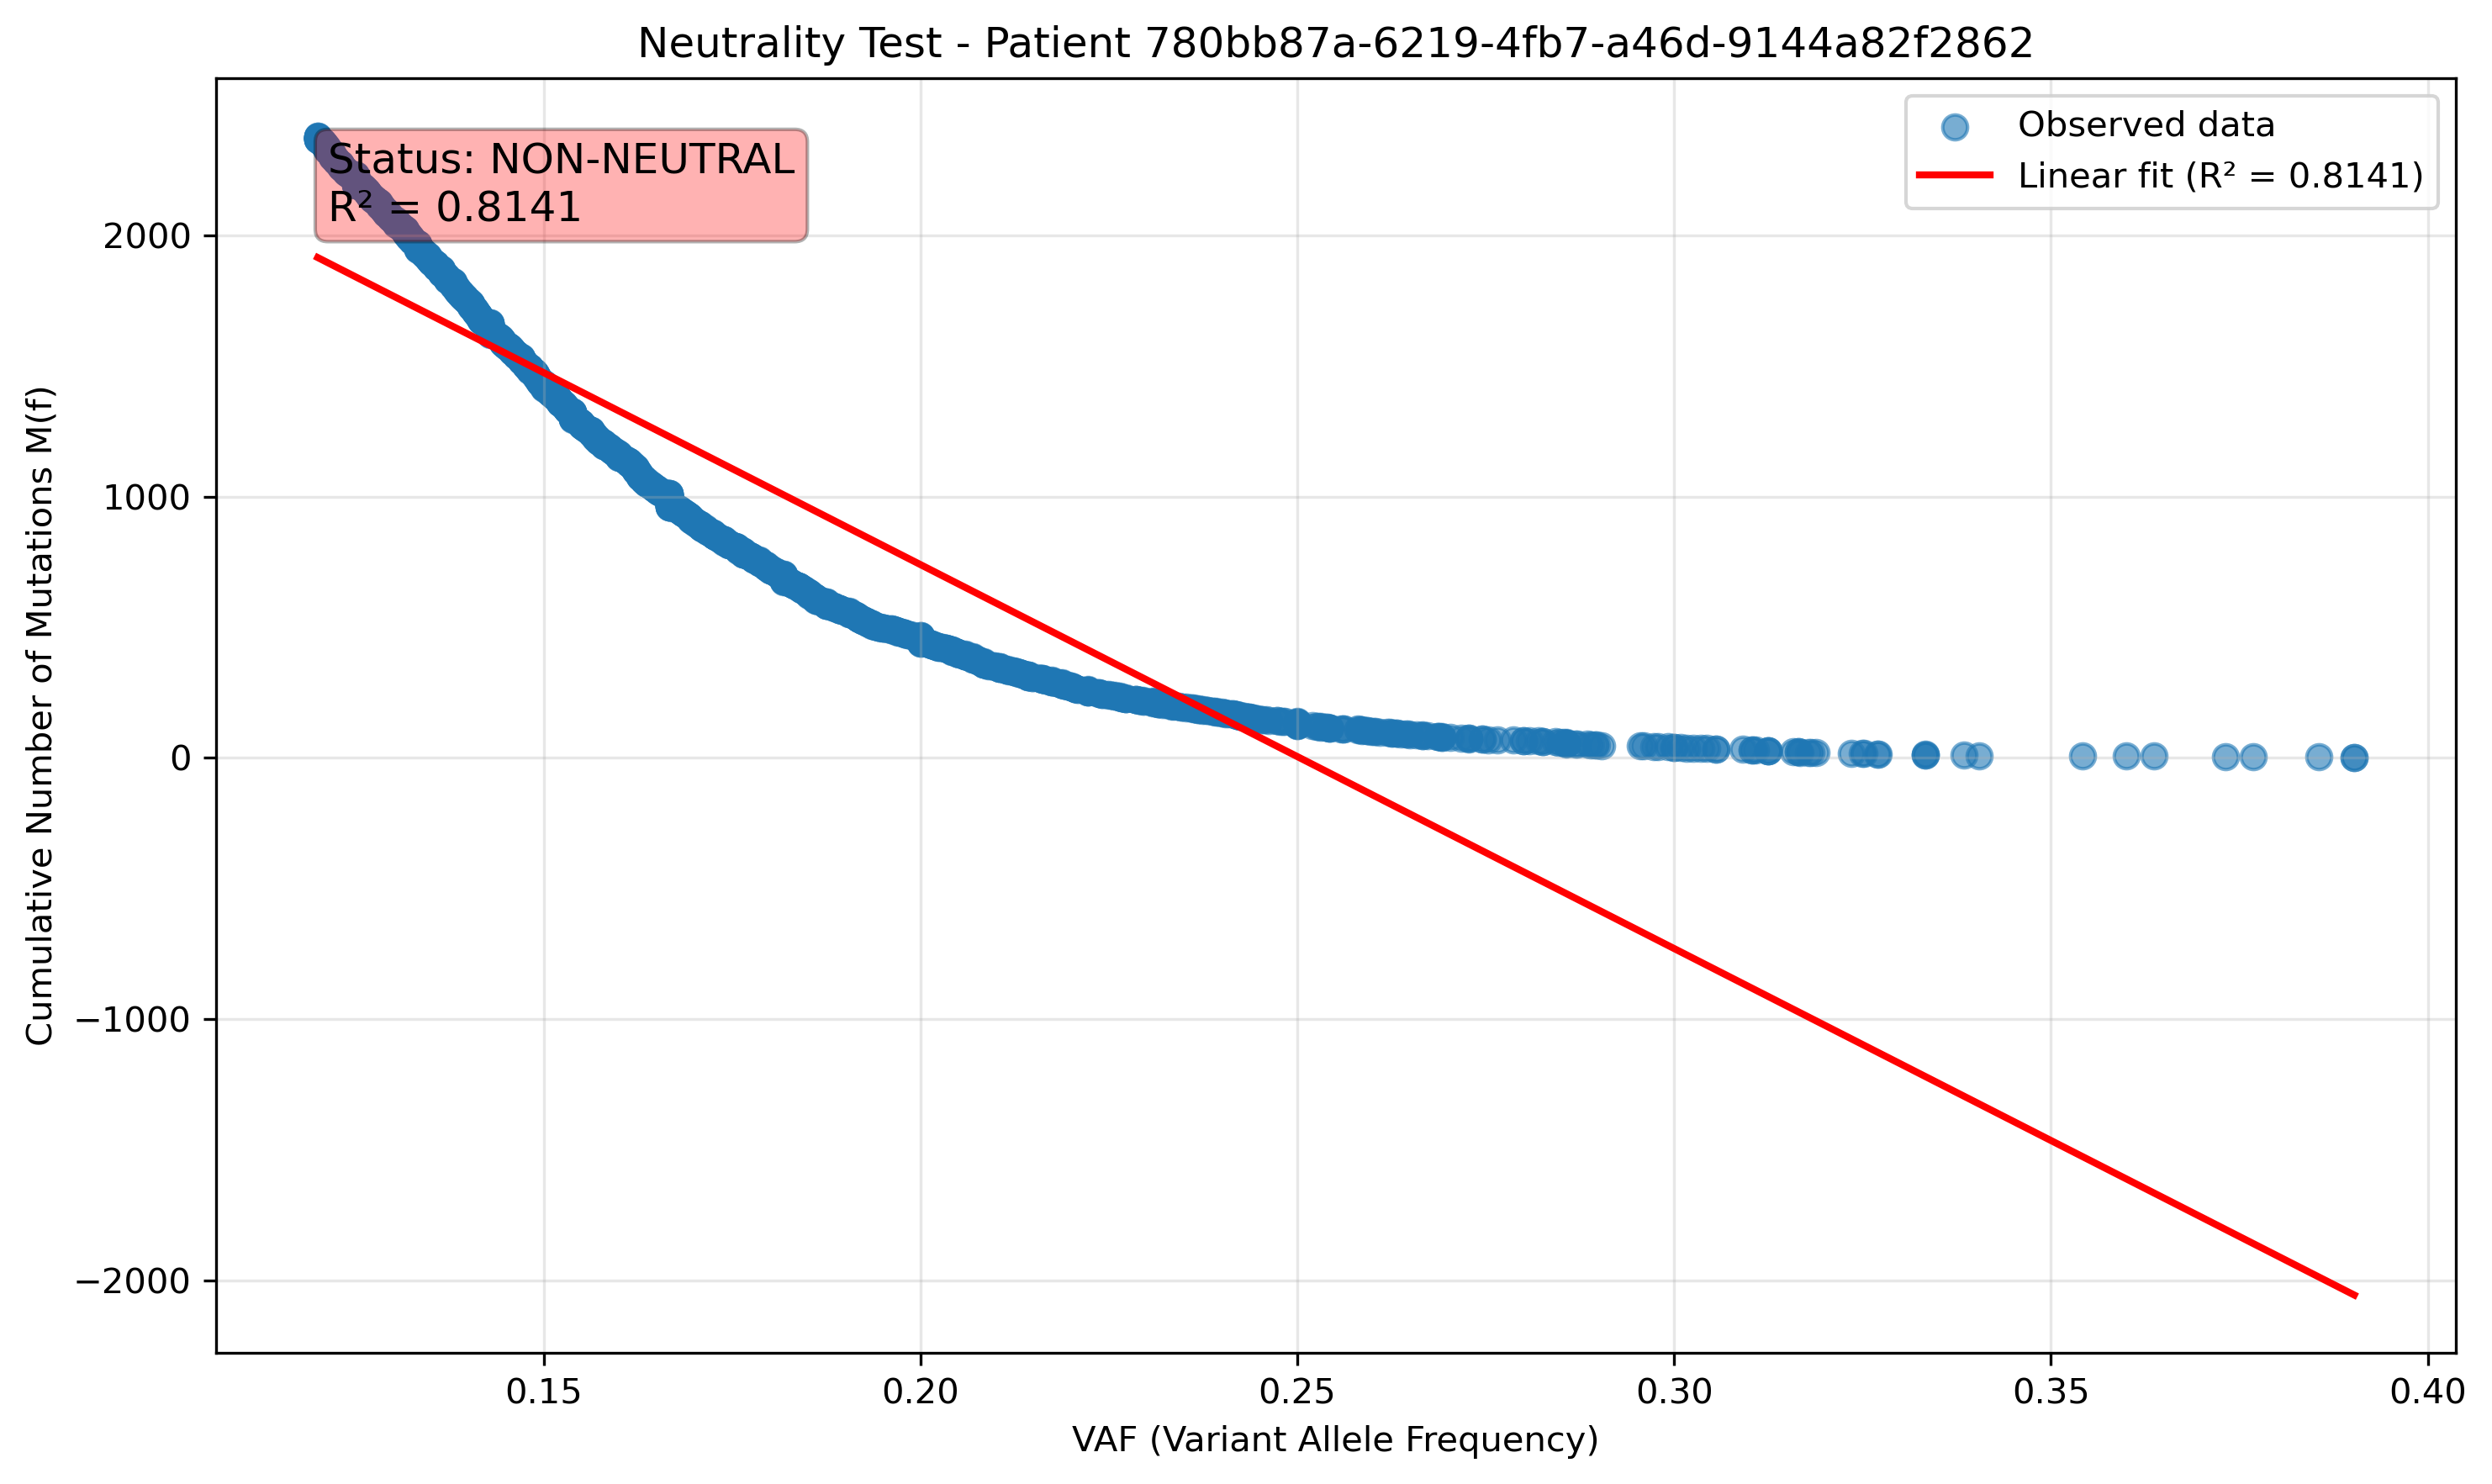 Neutrality Test - Patient 780bb87a-6219-4fb7-a46d-9144a82f2862
Status: NON-NEUTRAL
R² = 0.8141
Observed data
Linear fit (R² = 0.8141)
Cumulative Number of Mutations M(f)
2000
1000
0
−1000
−2000
0.15
0.20
0.25
0.30
0.35
0.40
VAF (Variant Allele Frequency)